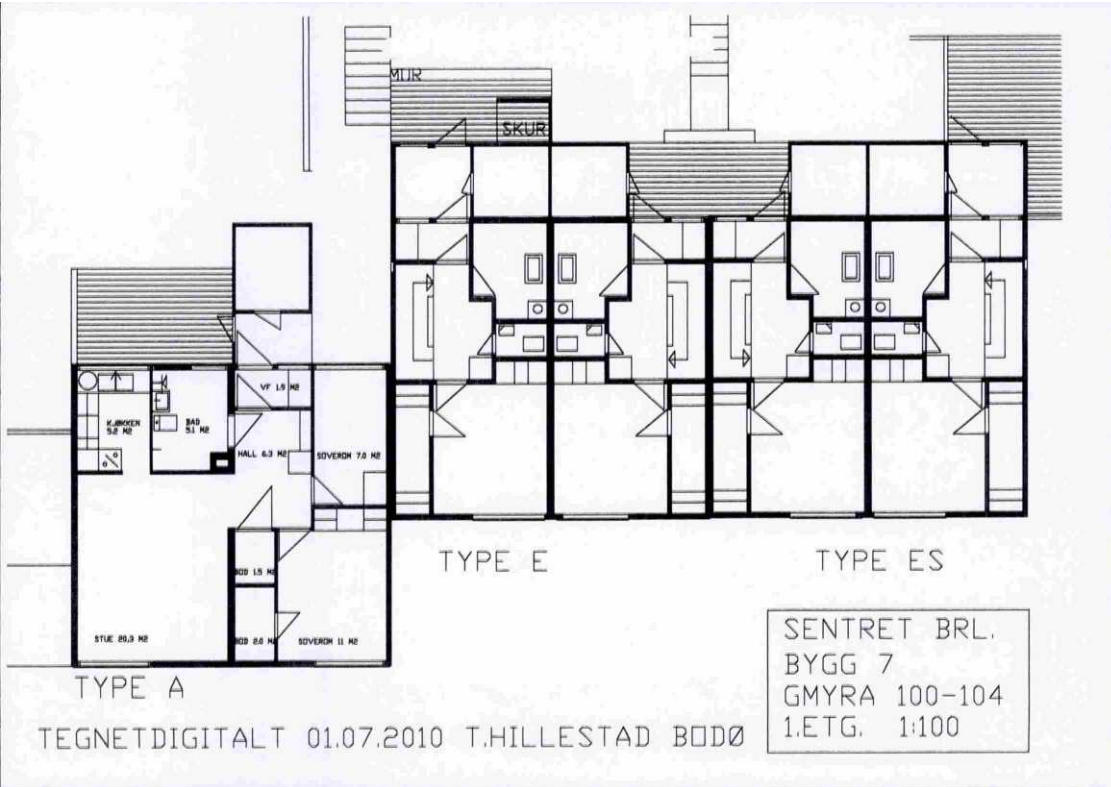 MUR
SKUR
VF 1.9 M2
KJØKKEN
5.2 M2
BAD
5.1 M2
HALL 6.3 M2
SOVEROM 7.0 M2
BOD 1.5 M2
STUE 20,3 M2
BOD 2.0 M2
SOVEROM 11 M2
TYPE E
TYPE ES
TYPE A
SENTRET BRL.
BYGG 7
GMYRA 100-104
1.ETG. 1:100
TEGNETDIGITALT 01.07.2010 T.HILLESTAD BODØ